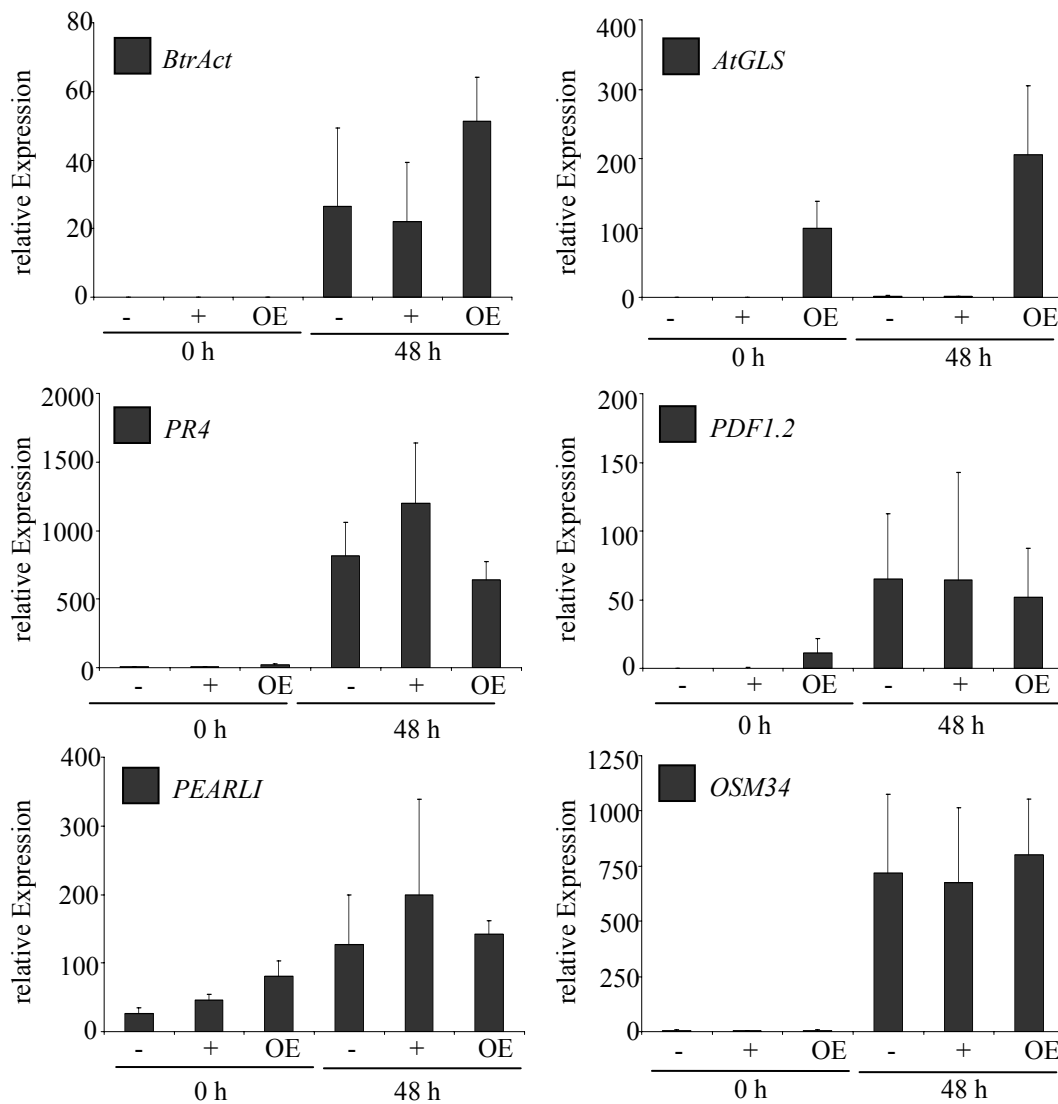 BtrAct
relative Expression
80
60
40
20
0
- + OE - + OE
0 h 48 h
AtGLS
relative Expression
400
300
200
100
0
- + OE - + OE
0 h 48 h
PR4
relative Expression
2000
1500
1000
500
0
- + OE - + OE
0 h 48 h
PDF1.2
relative Expression
200
150
100
50
0
- + OE - + OE
0 h 48 h
PEARLI
relative Expression
400
300
200
100
0
- + OE - + OE
0 h 48 h
OSM34
relative Expression
1250
1000
750
500
250
0
- + OE - + OE
0 h 48 h